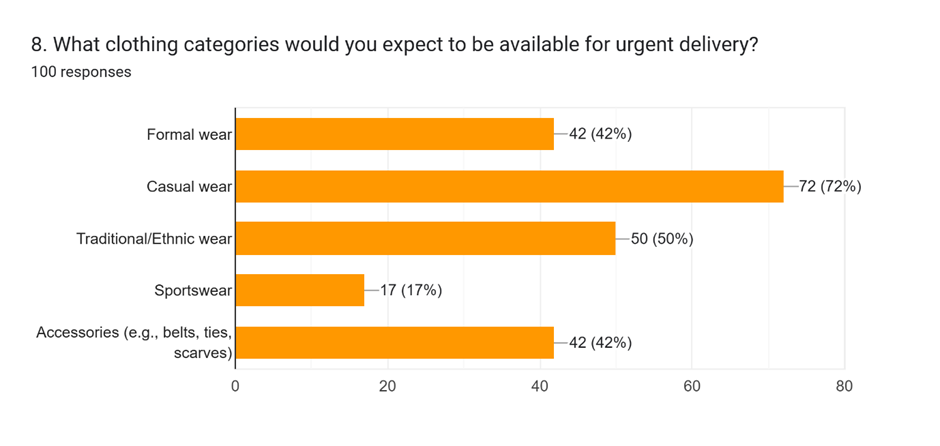 8. What clothing categories would you expect to be available for urgent delivery?
100 responses
Formal wear
42 (42%)
Casual wear
72 (72%)
Traditional/Ethnic wear
50 (50%)
Sportswear
17 (17%)
Accessories (e.g., belts, ties,
scarves)
42 (42%)
0 20 40 60 80